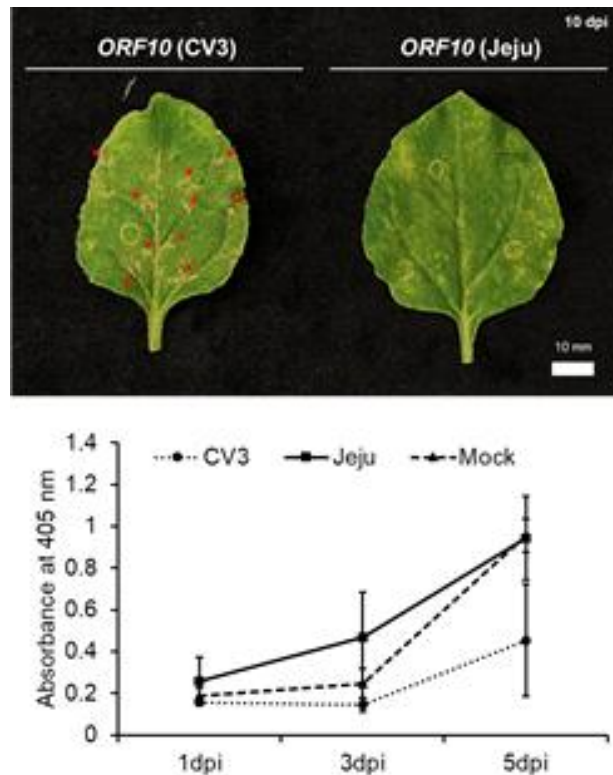 10 dpi
ORF10 (CV3) ORF10 (Jeju)
10 mm
1.4
CV3 Jeju Mock
1.2
1
0.8
0.6
0.4
0.2
0
Absorbance at 405 nm
1dpi 3dpi 5dpi